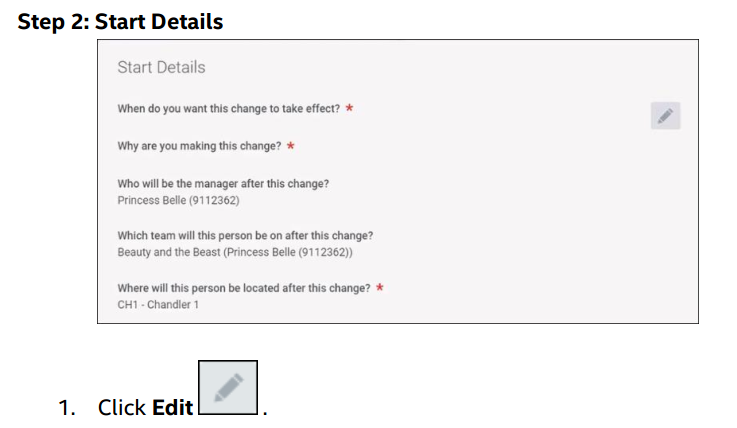 Step 2: Start Details
Start Details
When do you want this change to take effect? *
Why are you making this change? *
Who will be the manager after this change?
Princess Belle (9112362)
Which team will this person be on after this change?
Beauty and the Beast (Princess Belle (9112362))
Where will this person be located after this change? *
CH1 - Chandler 1
1. Click Edit .